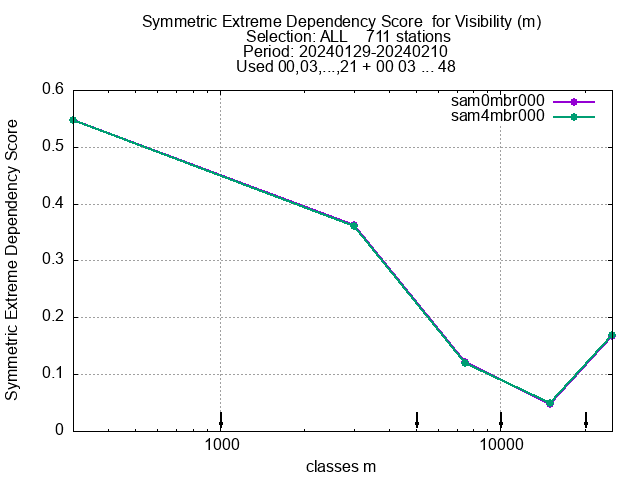 Symmetric Extreme Dependency Score  for Visibility (m)
Selection: ALL    711 stations
Period: 20240129-20240210
Used 00,03,...,21 + 00 03 ... 48
sam0mbr000
sam4mbr000
Symmetric Extreme Dependency Score
0.6
0.5
0.4
0.3
0.2
0.1
0
1000 10000
classes m